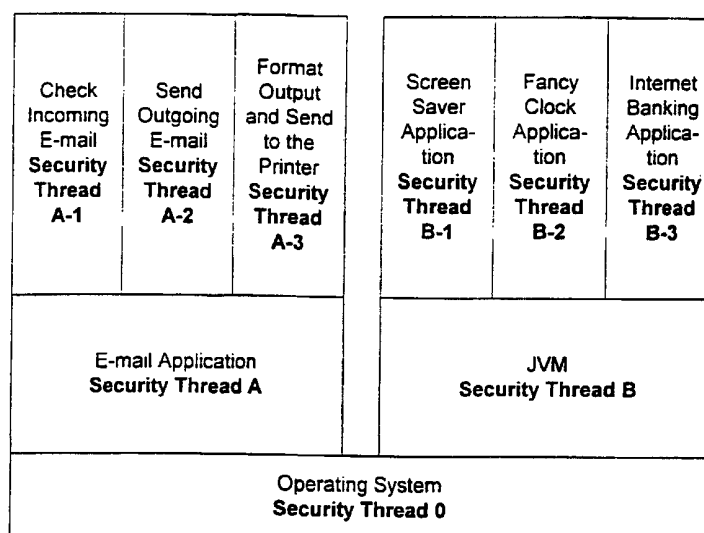 Check
Incoming
E-mail
Security
Thread
A-1
Send
Outgoing
E-mail
Security
Thread
A-2
Format
Output
and Send
to the
Printer
Security
Thread
A-3
Screen
Saver
Applica-
tion
Security
Thread
B-1
Fancy
Clock
Applica-
tion
Security
Thread
B-2
Internet
Banking
Applica-
tion
Security
Thread
B-3
E-mail Application
Security Thread A
JVM
Security Thread B
Operating System
Security Thread 0